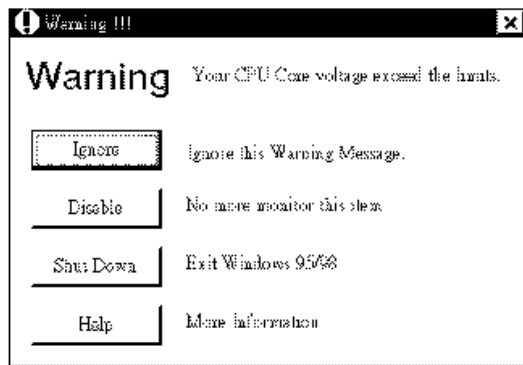 Warning !!!
Warning
Your CPU Core voltage exceed the limits.
Ignore
Ignore this Warning Message.
Disable
No more monitor this item
Shut Down
Exit Windows 95/98
Help
More information